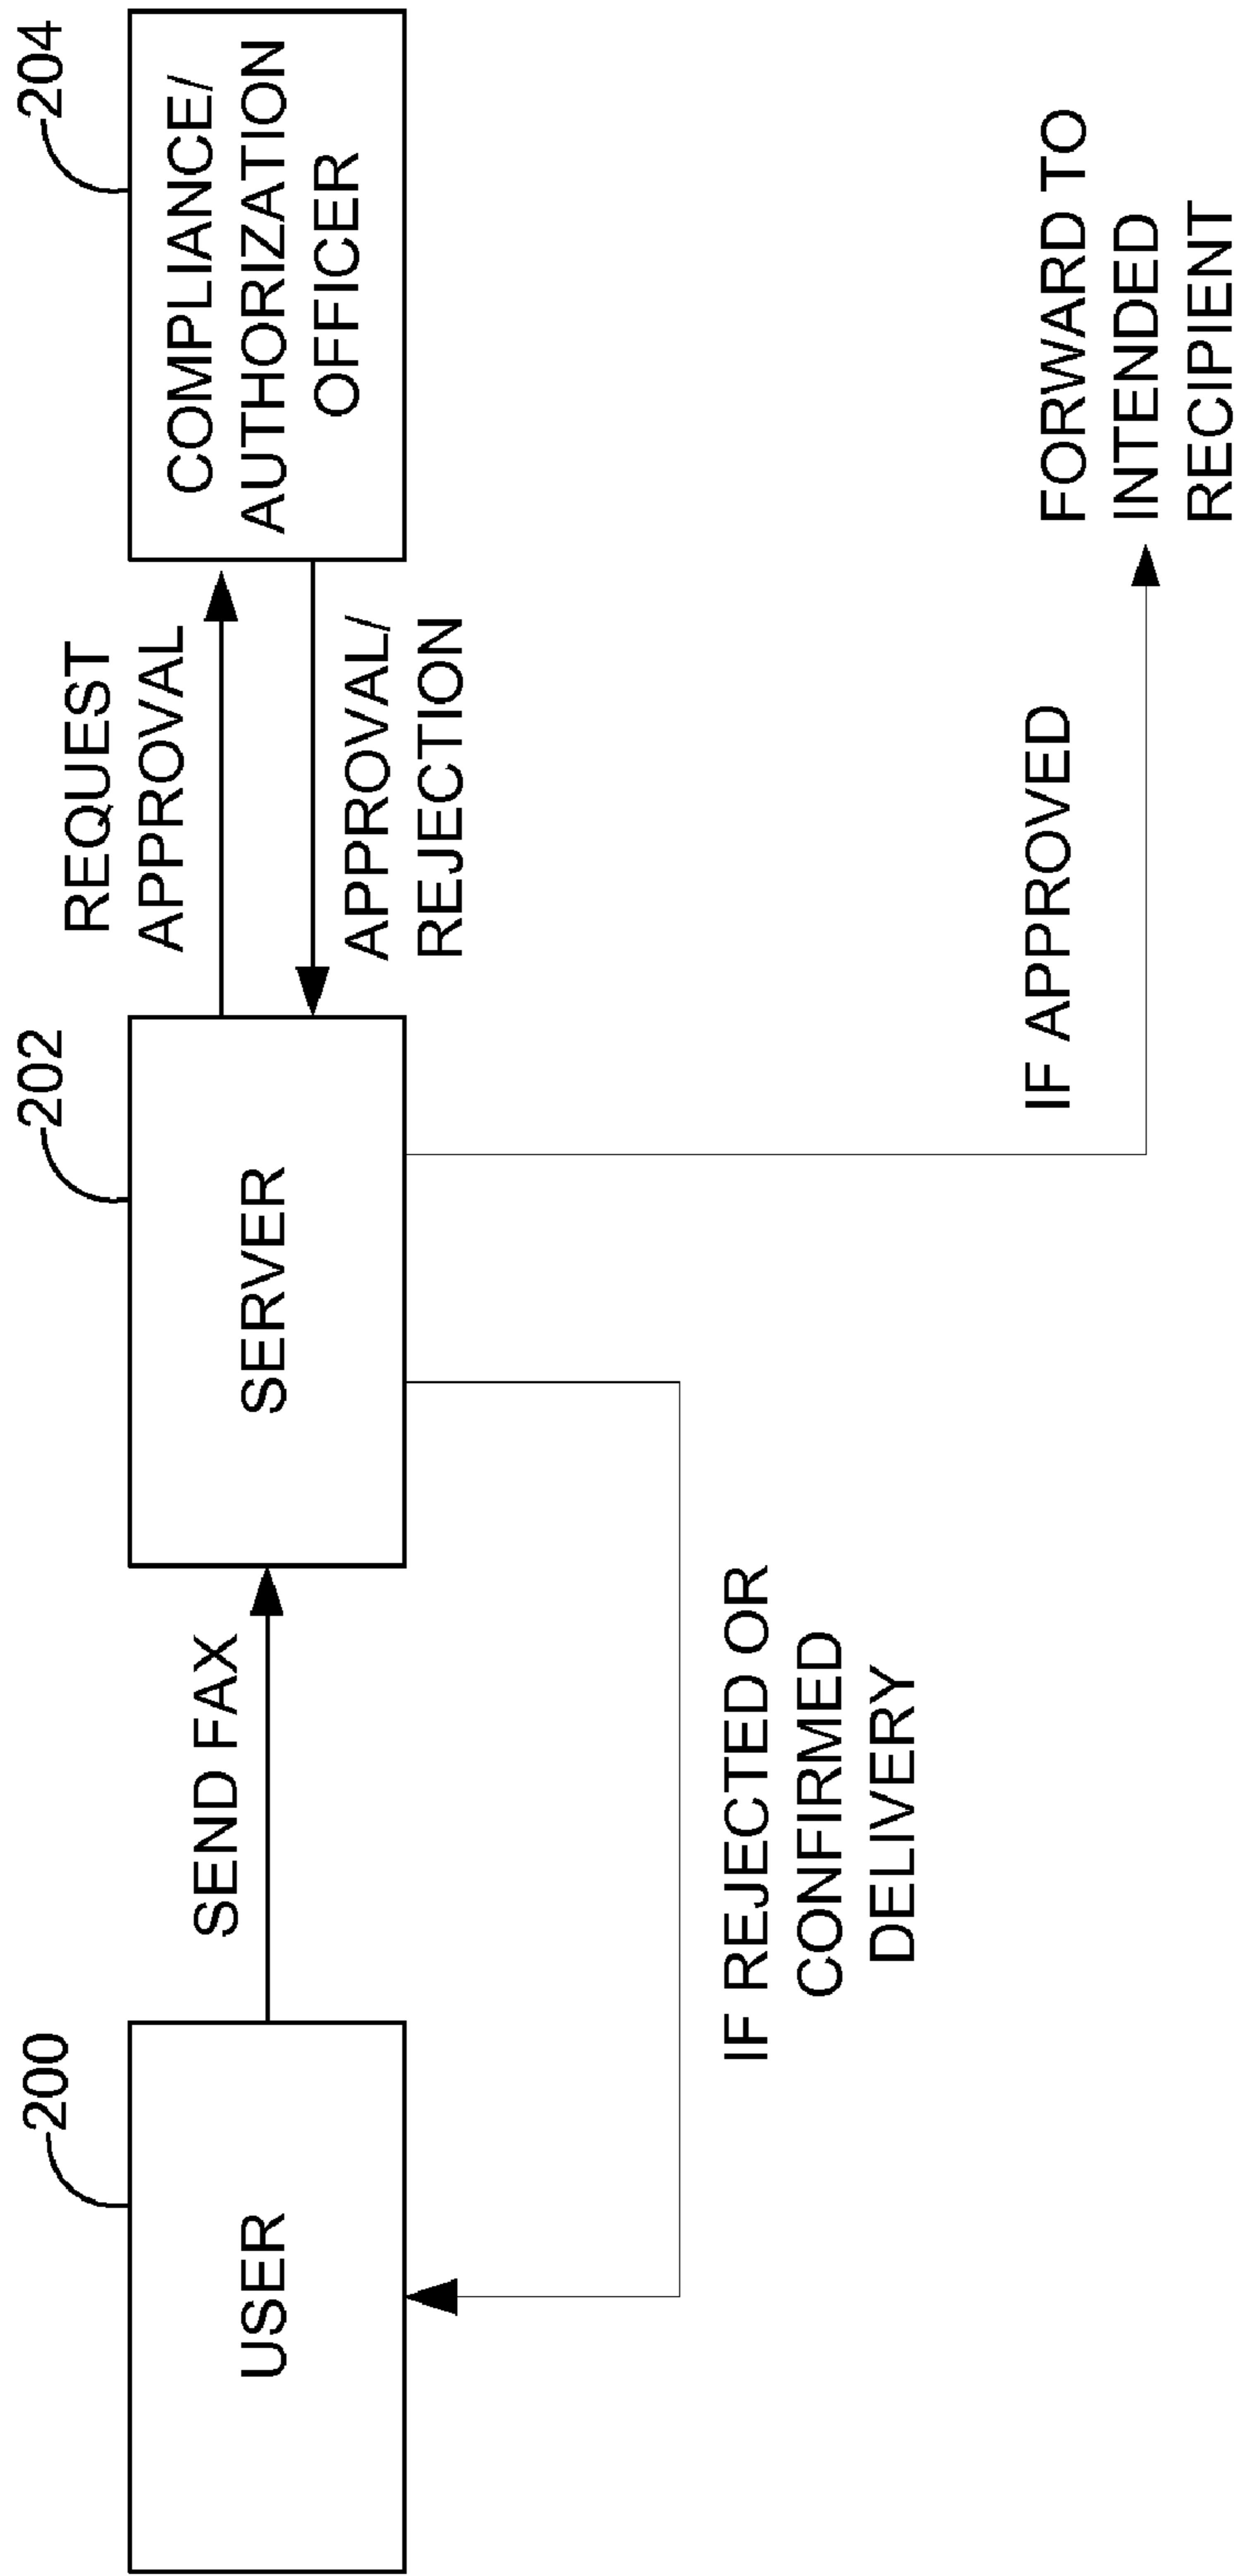 200
USER
SEND FAX
202
SERVER
REQUEST
APPROVAL
APPROVAL/
REJECTION
204
COMPLIANCE/
AUTHORIZATION
OFFICER
IF REJECTED OR
CONFIRMED
DELIVERY
IF APPROVED
FORWARD TO
INTENDED
RECIPIENT